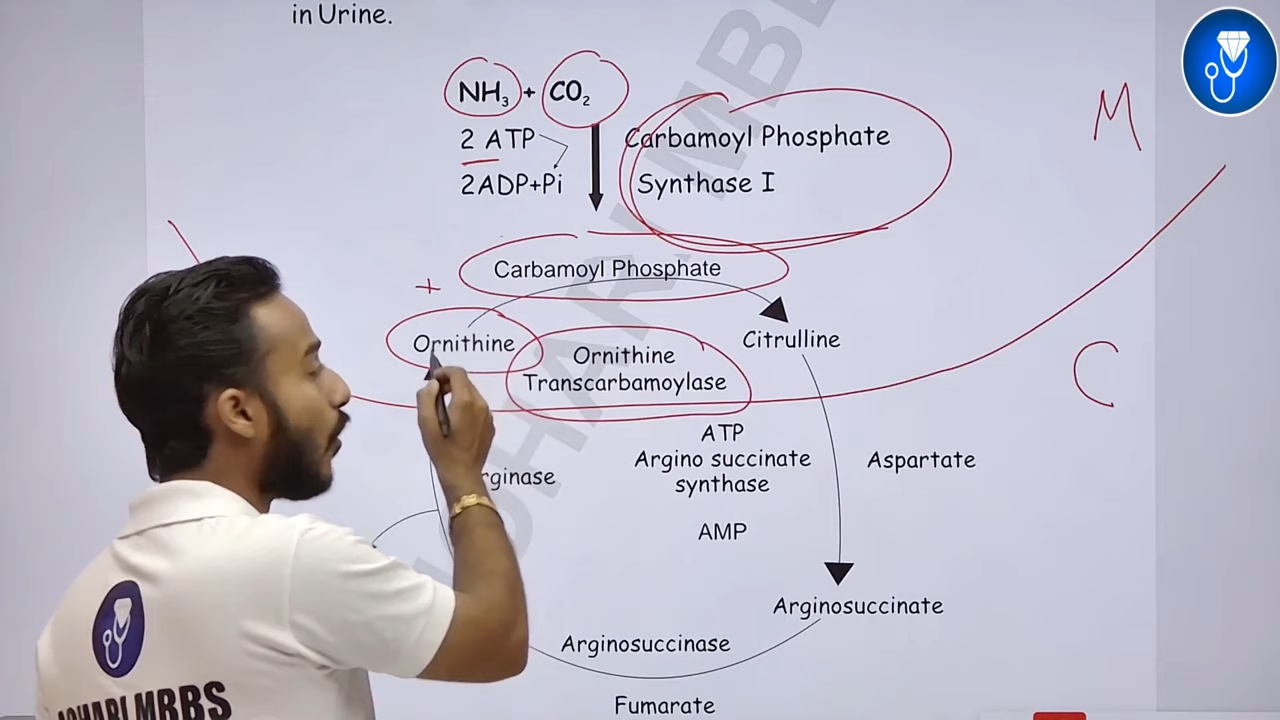 in Urine.
NH₃ + CO₂
2 ATP
2ADP+Pi
Carbamoyl Phosphate
Synthase I
M
Carbamoyl Phosphate
+
Ornithine
Ornithine
Transcarbamoylase
Citrulline
C
ATP
Argino succinate
synthase
Aspartate
rginase
AMP
Arginosuccinate
Arginosuccinase
Fumarate